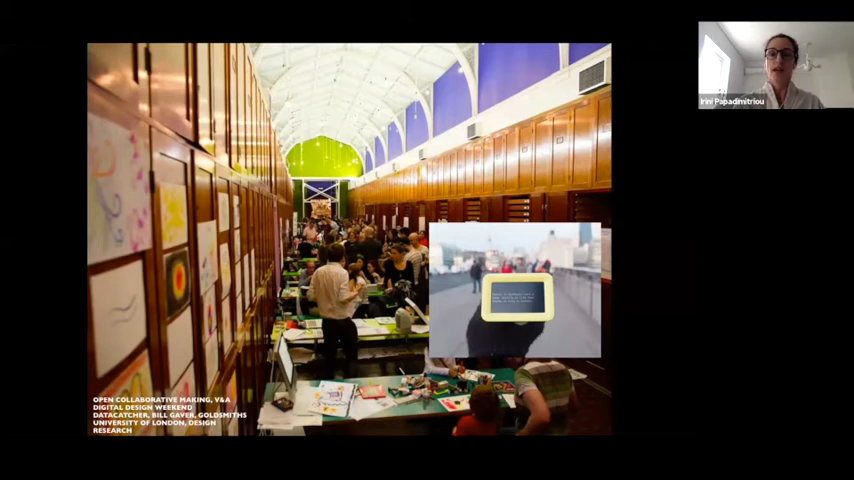 Irini Papadimitriou
OPEN COLLABORATIVE MAKING, V&A
DIGITAL DESIGN WEEKEND
DATACATCHER, BILL GAVER, GOLDSMITHS
UNIVERSITY OF LONDON, DESIGN
RESEARCH